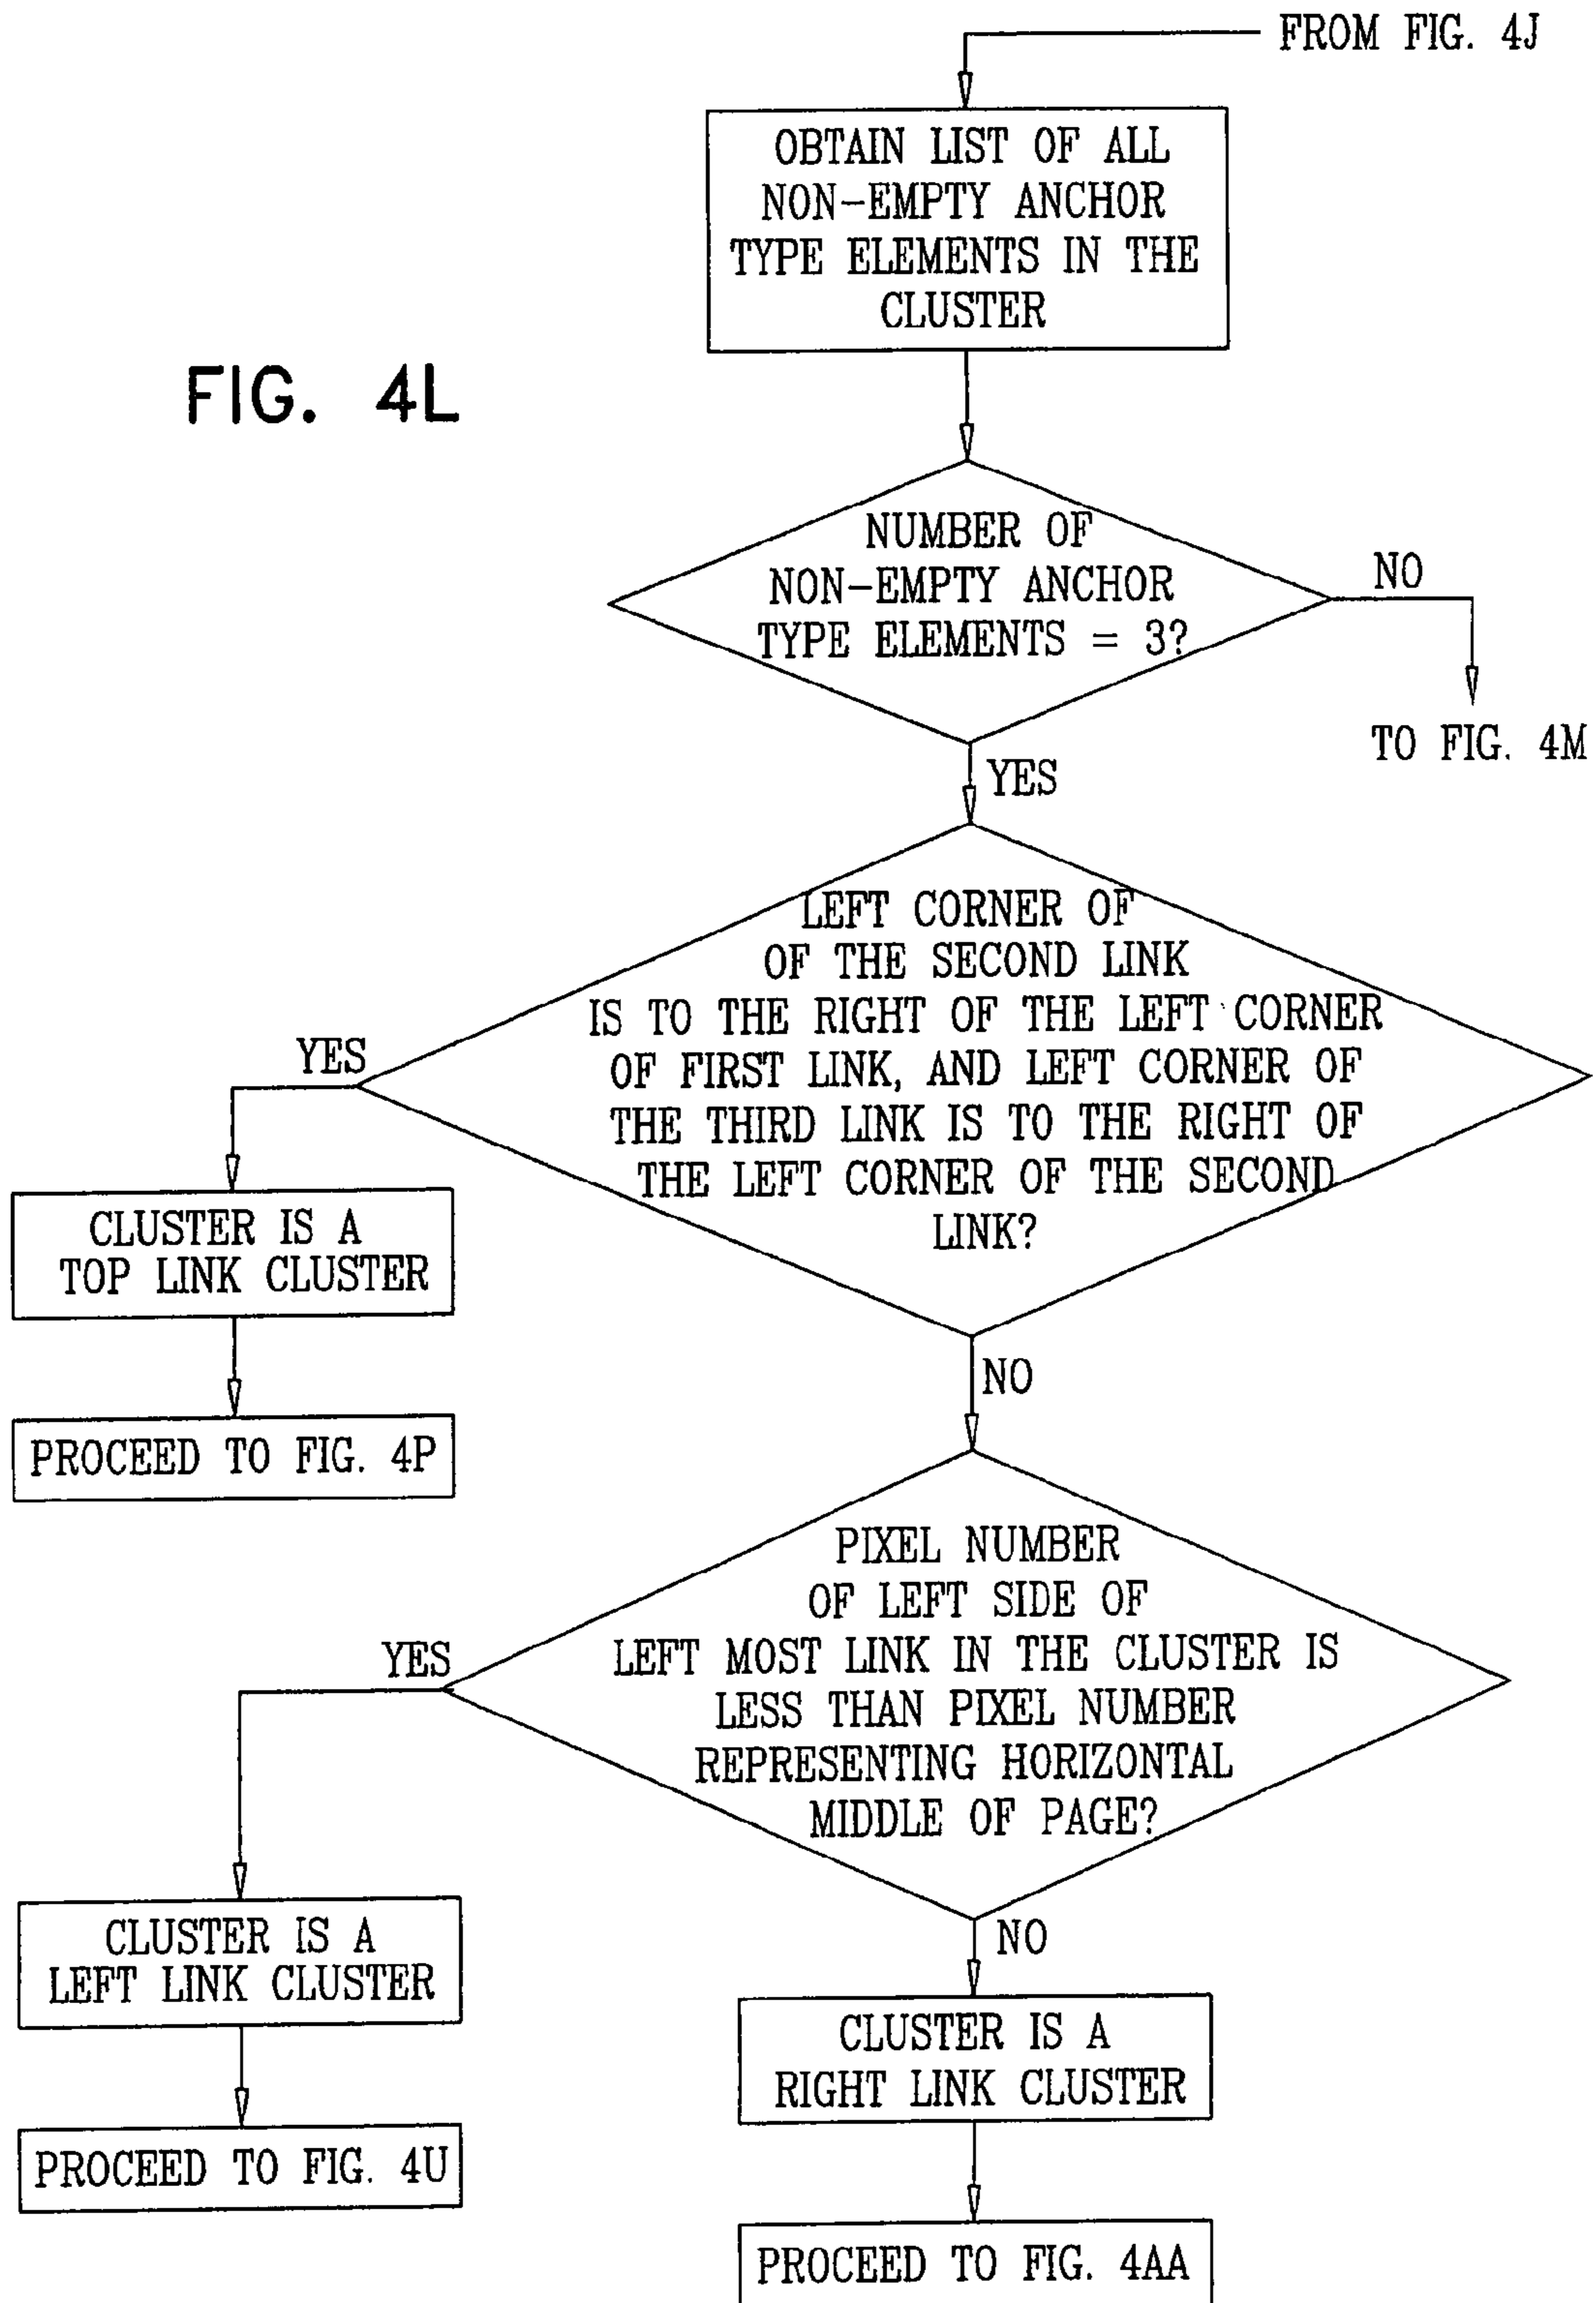 FROM FIG. 4J
OBTAIN LIST OF ALL
NON-EMPTY ANCHOR
TYPE ELEMENTS IN THE
CLUSTER
FIG. 4L
NUMBER OF
NON-EMPTY ANCHOR
TYPE ELEMENTS = 3?
NO
TO FIG. 4M
YES
LEFT CORNER OF
OF THE SECOND LINK
IS TO THE RIGHT OF THE LEFT CORNER
OF FIRST LINK, AND LEFT CORNER OF
THE THIRD LINK IS TO THE RIGHT OF
THE LEFT CORNER OF THE SECOND
LINK?
YES
CLUSTER IS A
TOP LINK CLUSTER
PROCEED TO FIG. 4P
NO
PIXEL NUMBER
OF LEFT SIDE OF
LEFT MOST LINK IN THE CLUSTER IS
LESS THAN PIXEL NUMBER
REPRESENTING HORIZONTAL
MIDDLE OF PAGE?
YES
CLUSTER IS A
LEFT LINK CLUSTER
PROCEED TO FIG. 4U
NO
CLUSTER IS A
RIGHT LINK CLUSTER
PROCEED TO FIG. 4AA